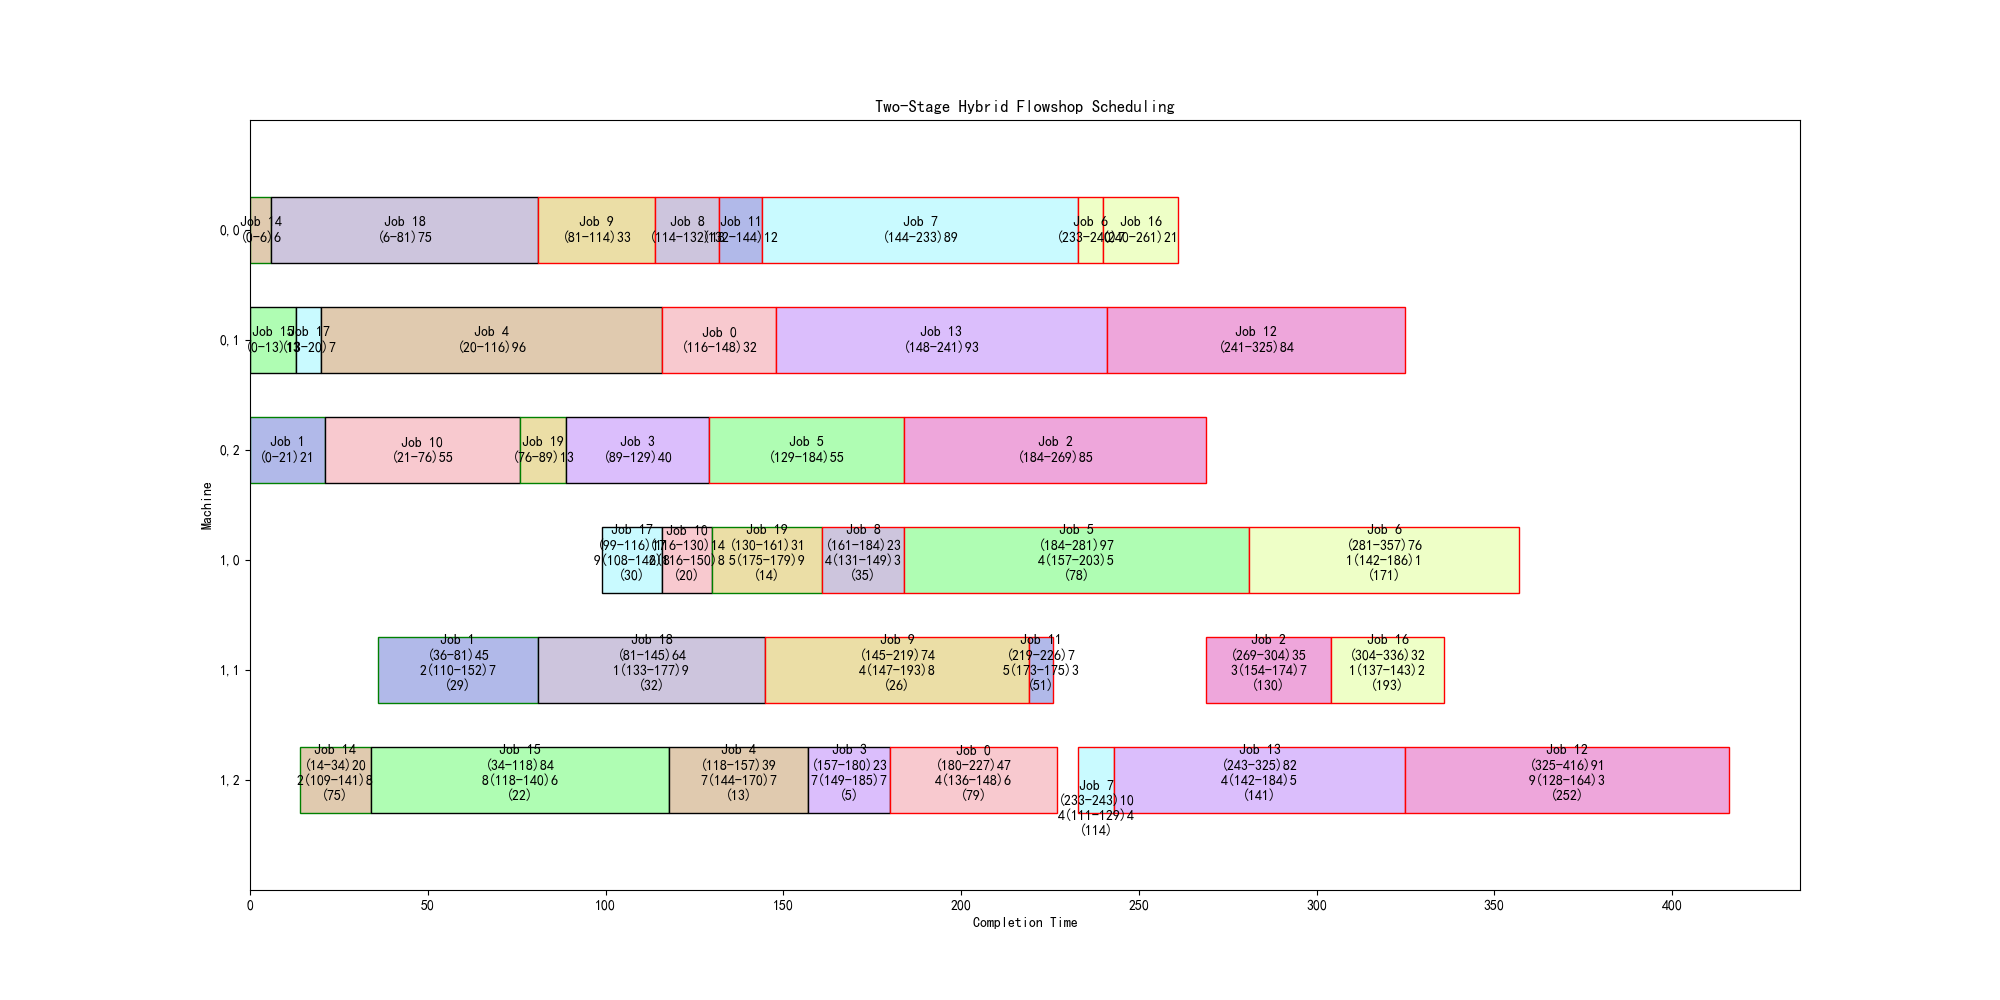 Two-Stage Hybrid Flowshop Scheduling
0,0
Job 14
(0-6)6
Job 18
(6-81)75
Job 9
(81-114)33
Job 8
(114-132)18
Job 11
(132-144)12
Job 7
(144-233)89
Job 6
(233-240)7
Job 16
(240-261)21
0,1
Job 15
(0-13)13
Job 17
(13-20)7
Job 4
(20-116)96
Job 0
(116-148)32
Job 13
(148-241)93
Job 12
(241-325)84
0,2
Job 1
(0-21)21
Job 10
(21-76)55
Job 19
(76-89)13
Job 3
(89-129)40
Job 5
(129-184)55
Job 2
(184-269)85
Machine
1,0
Job 17
(99-116)17
(30)
Job 10
(116-130)14
(20)
Job 19
(130-161)31
5(175-179)9
(14)
Job 8
(161-184)23
4(131-149)3
(35)
Job 5
(184-281)97
4(157-203)5
(78)
Job 6
(281-357)76
1(142-186)1
(171)
1,1
Job 1
(36-81)45
2(110-152)7
(29)
Job 18
(81-145)64
1(133-177)9
(32)
Job 9
(145-219)74
4(147-193)8
(26)
Job 11
(219-226)7
5(173-175)3
(51)
Job 2
(269-304)35
3(154-174)7
(130)
Job 16
(304-336)32
1(137-143)2
(193)
1,2
Job 14
(14-34)20
2(109-141)8
(75)
Job 15
(34-118)84
8(118-140)6
(22)
Job 4
(118-157)39
7(144-170)7
(13)
Job 3
(157-180)23
7(149-185)7
(5)
Job 0
(180-227)47
4(136-148)6
(79)
Job 7
(233-243)10
4(111-129)4
(114)
Job 13
(243-325)82
4(142-184)5
(141)
Job 12
(325-416)91
9(128-164)3
(252)
0 50 100 150 200 250 300 350 400
Completion Time